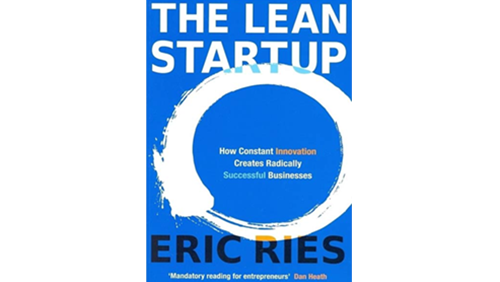 THE LEAN
STARTUP
How Constant Innovation
Creates Radically
Successful Businesses
ERIC RIES
‘Mandatory reading for entrepreneurs’ Dan Heath